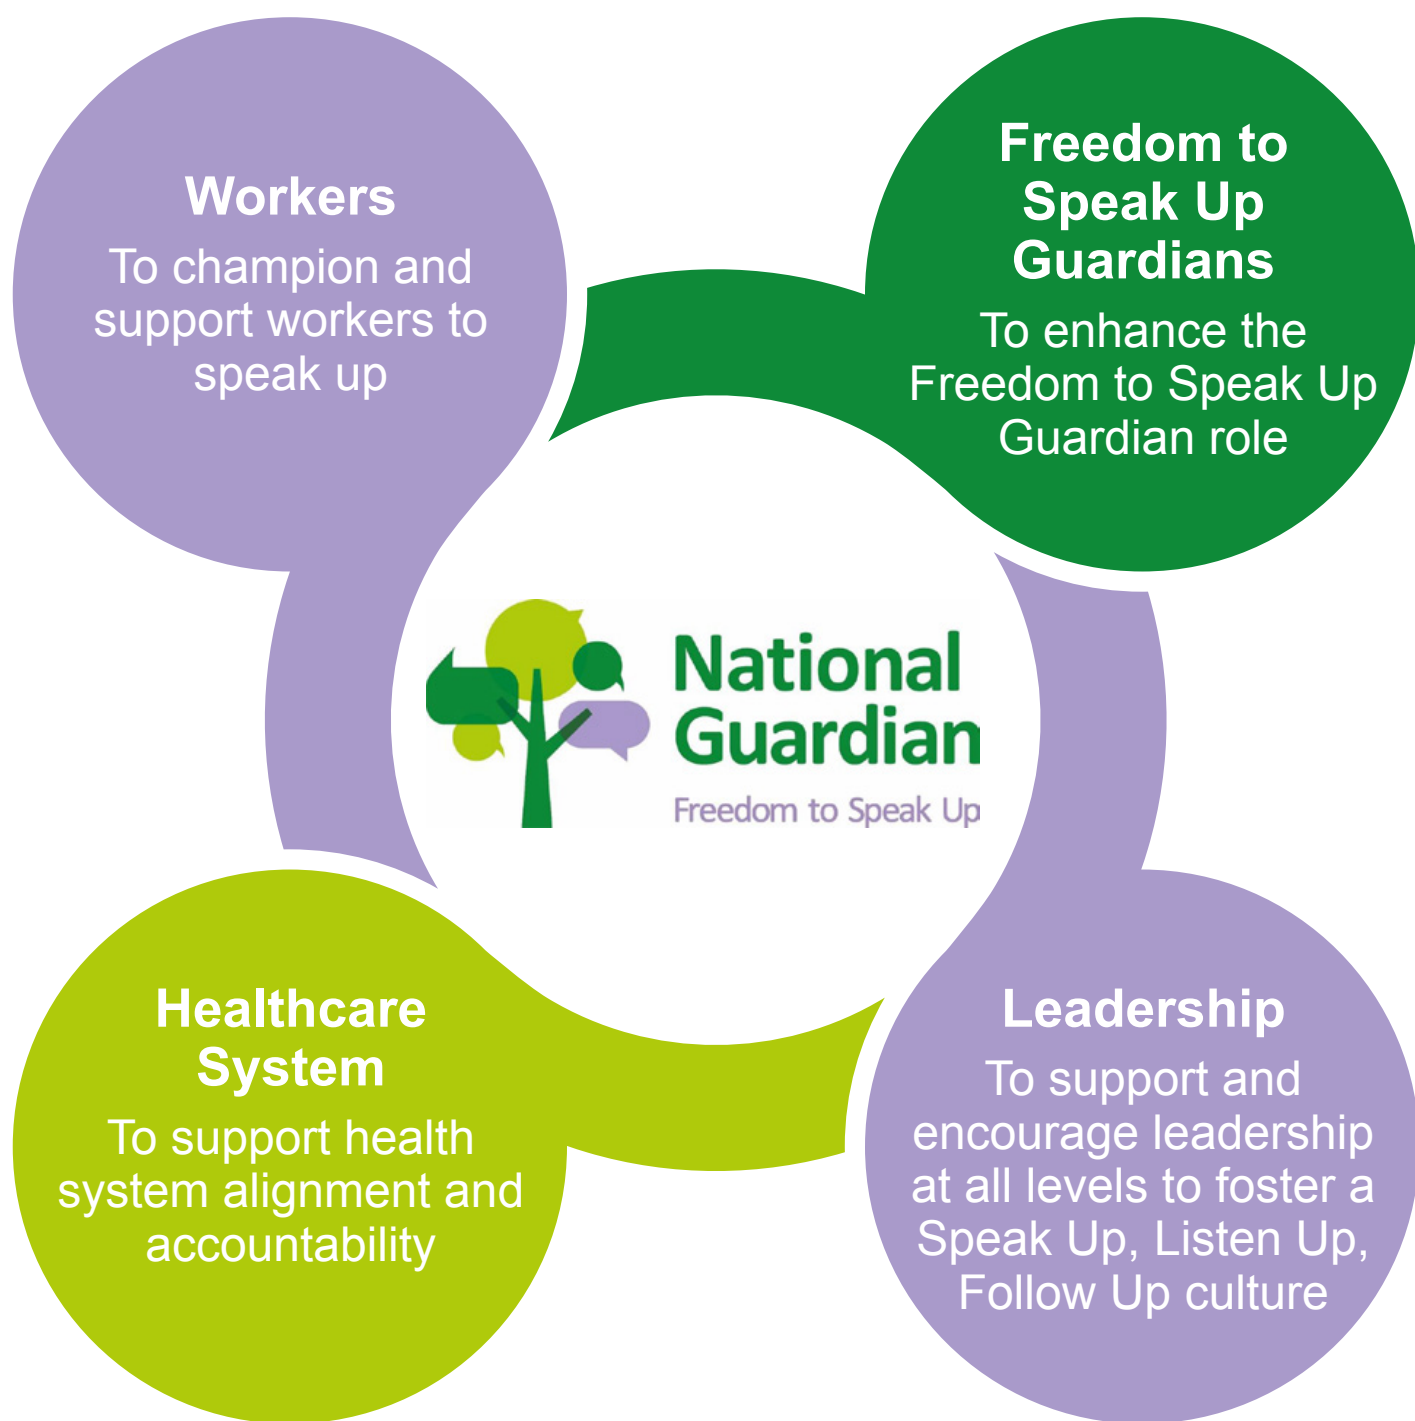 Workers
To champion and
support workers to
speak up
Freedom to
Speak Up
Guardians
To enhance the
Freedom to Speak Up
Guardian role
National
Guardian
Freedom to Speak Up
Healthcare
System
To support health
system alignment and
accountability
Leadership
To support and
encourage leadership
at all levels to foster a
Speak Up, Listen Up,
Follow Up culture